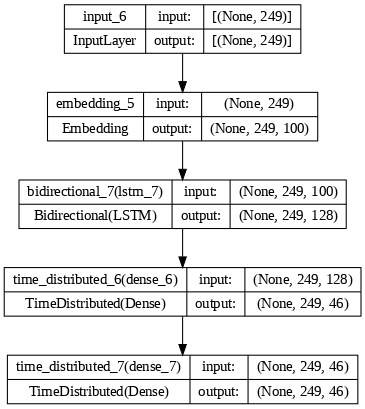 input_6 input: [(None, 249)]
InputLayer output: [(None, 249)]
embedding_5 input: (None, 249)
Embedding output: (None, 249, 100)
bidirectional_7(lstm_7) input: (None, 249, 100)
Bidirectional(LSTM) output: (None, 249, 128)
time_distributed_6(dense_6) input: (None, 249, 128)
TimeDistributed(Dense) output: (None, 249, 46)
time_distributed_7(dense_7) input: (None, 249, 46)
TimeDistributed(Dense) output: (None, 249, 46)